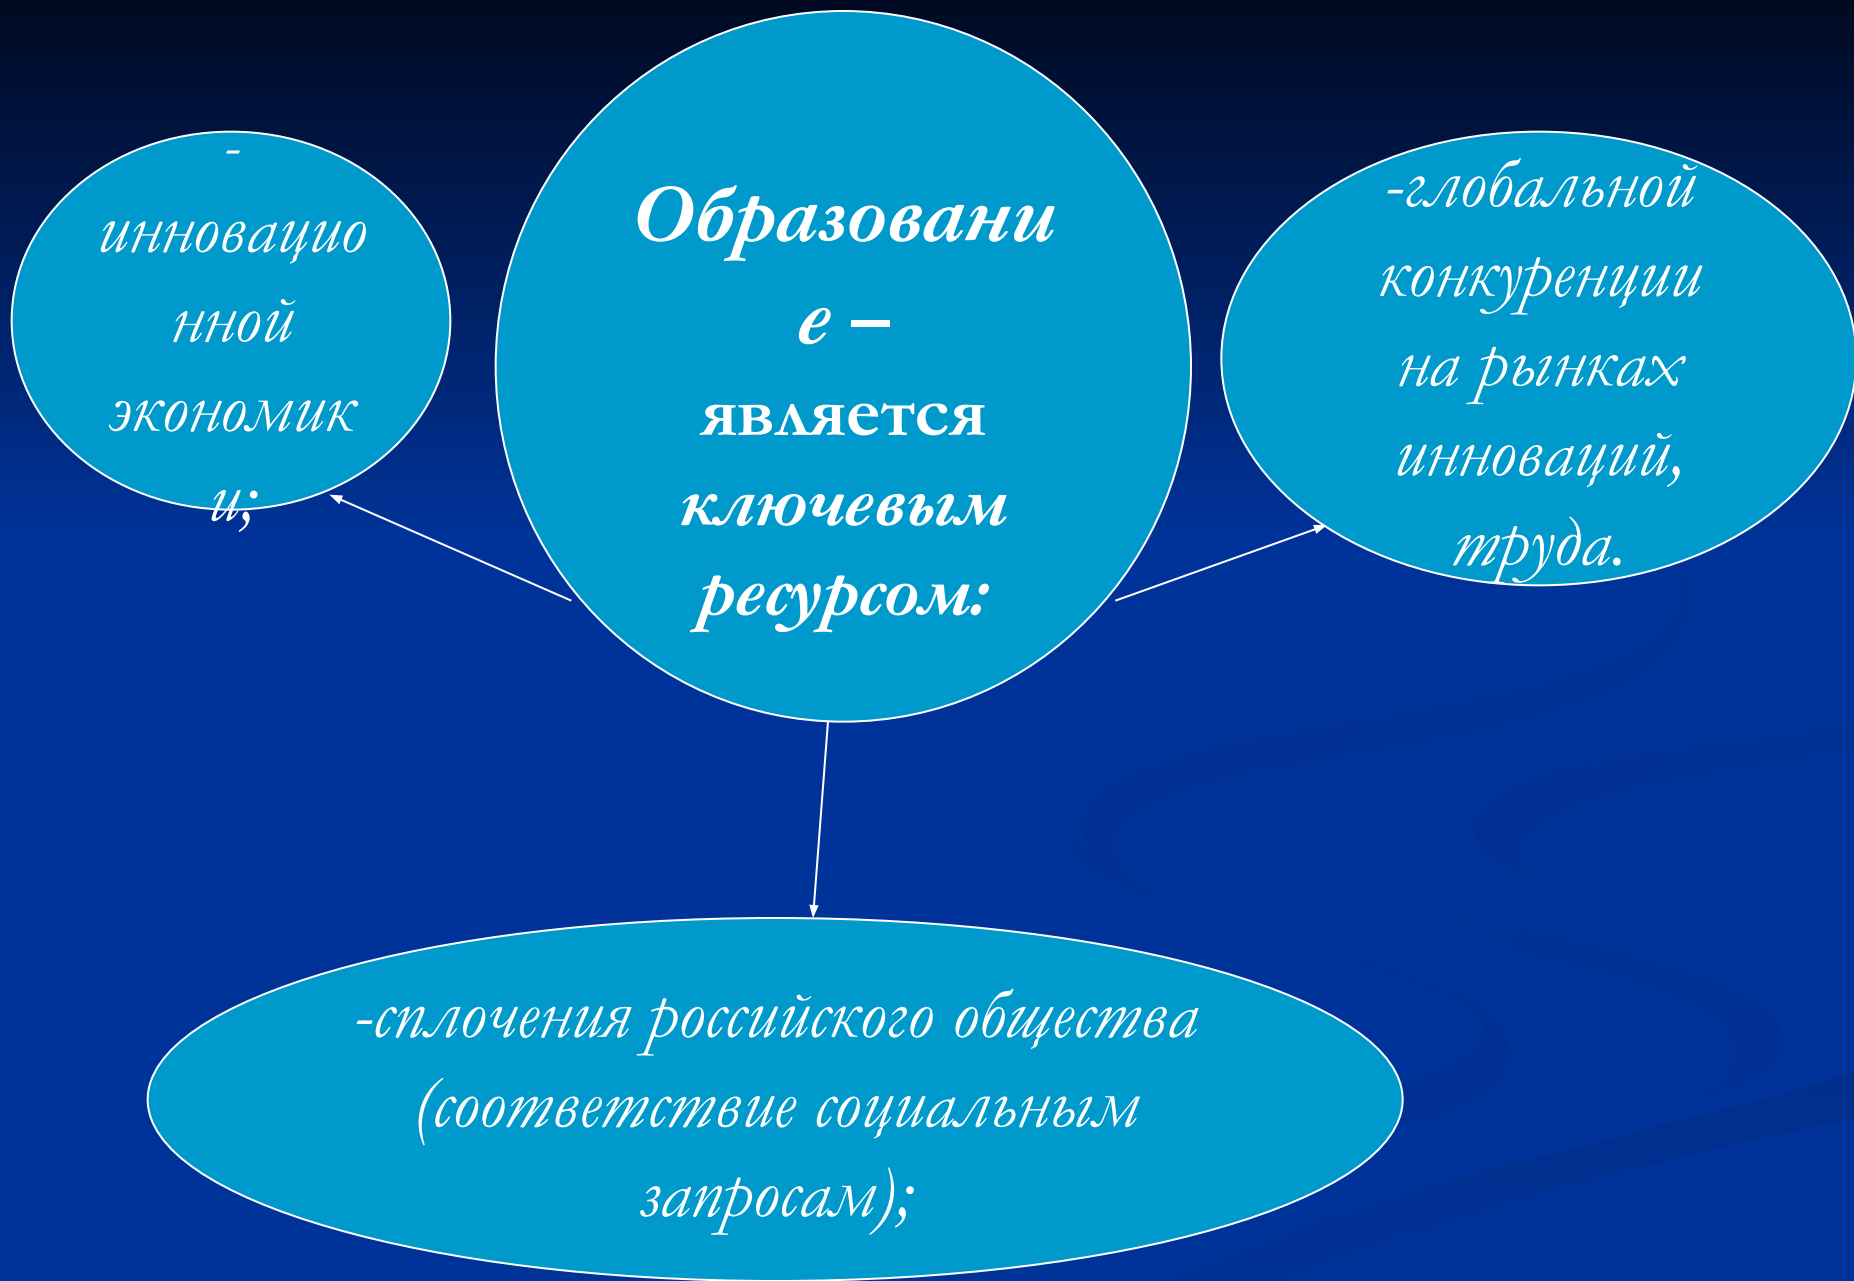 Образовани
е –
является
ключевым
ресурсом:
-
инновацио
нной
экономик
и;
-глобальной
конкуренции
на рынках
инноваций,
труда.
-сплочения российского общества
(соответствие социальным
запросам);